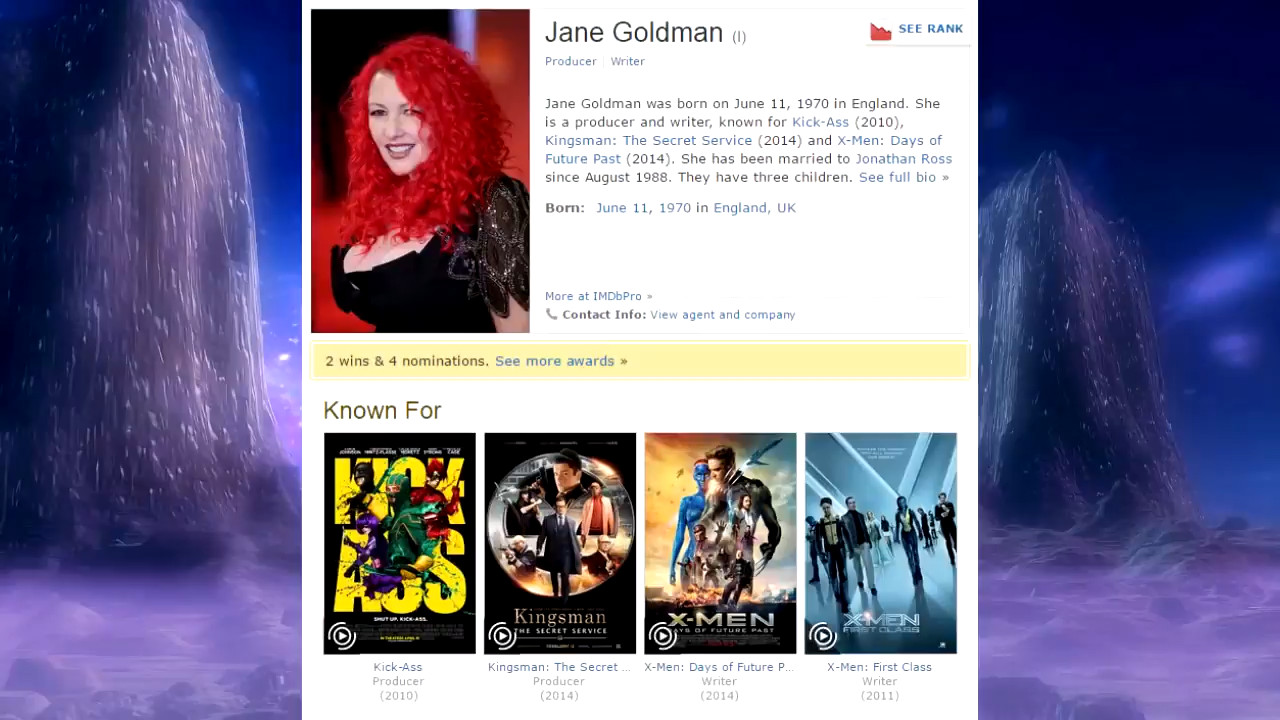 Jane Goldman (I)
SEE RANK
Producer | Writer
Jane Goldman was born on June 11, 1970 in England. She
is a producer and writer, known for Kick-Ass (2010),
Kingsman: The Secret Service (2014) and X-Men: Days of
Future Past (2014). She has been married to Jonathan Ross
since August 1988. They have three children. See full bio »
Born: June 11, 1970 in England, UK
More at IMDbPro »
Contact Info: View agent and company
2 wins & 4 nominations. See more awards »
Known For
KICK
ASS
SHUT UP. KICK-ASS.
Kingsman
THE SECRET SERVICE
X-MEN
DAYS OF FUTURE PAST
X-MEN
FIRST CLASS
Kick-Ass
Producer
(2010)
Kingsman: The Secret ...
Producer
(2014)
X-Men: Days of Future P...
Writer
(2014)
X-Men: First Class
Writer
(2011)